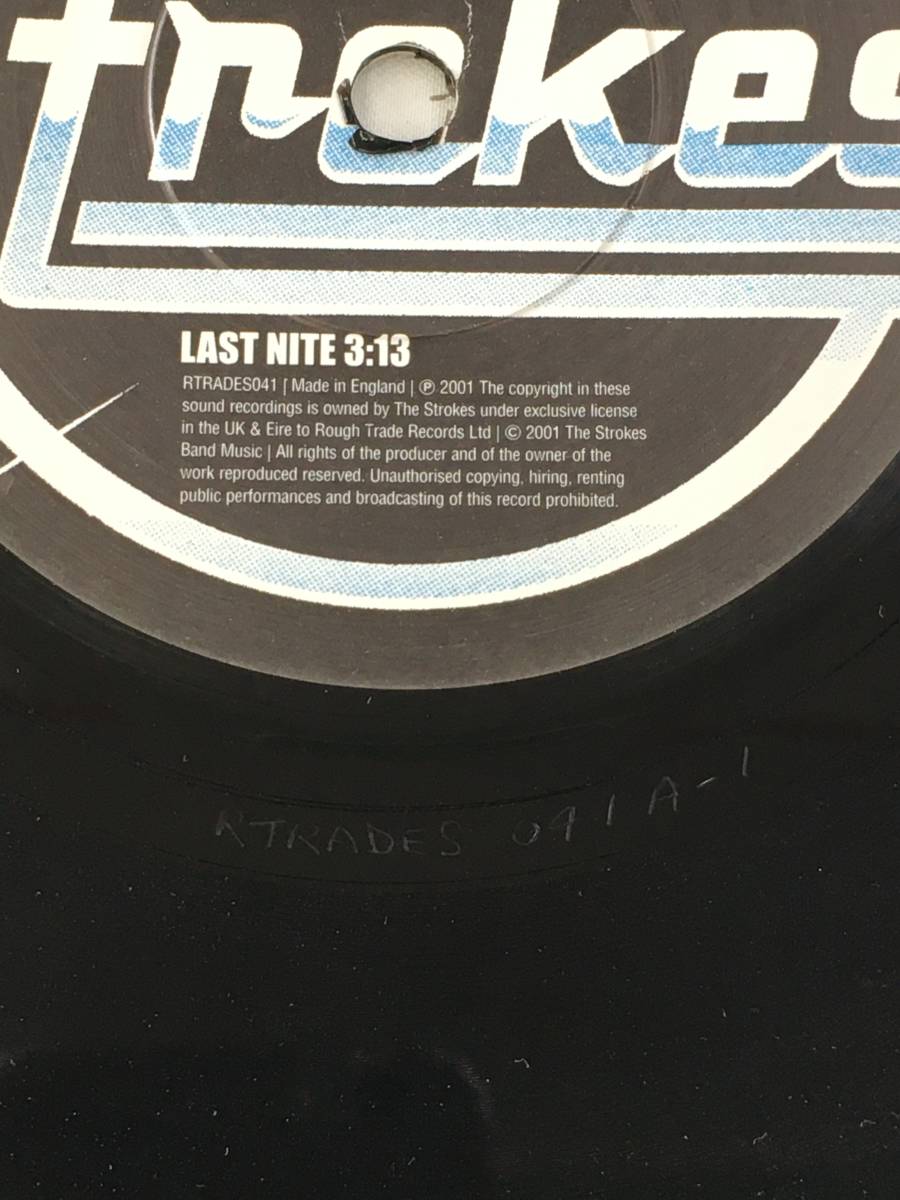 trokes
LAST NITE 3:13
RTRADES041 | Made in England | ℗ 2001 The copyright in these
sound recordings is owned by The Strokes under exclusive license
in the UK & Eire to Rough Trade Records Ltd | © 2001 The Strokes
Band Music | All rights of the producer and of the owner of the
work reproduced reserved. Unauthorised copying, hiring, renting
public performances and broadcasting of this record prohibited.
RTRADES 041 A-1